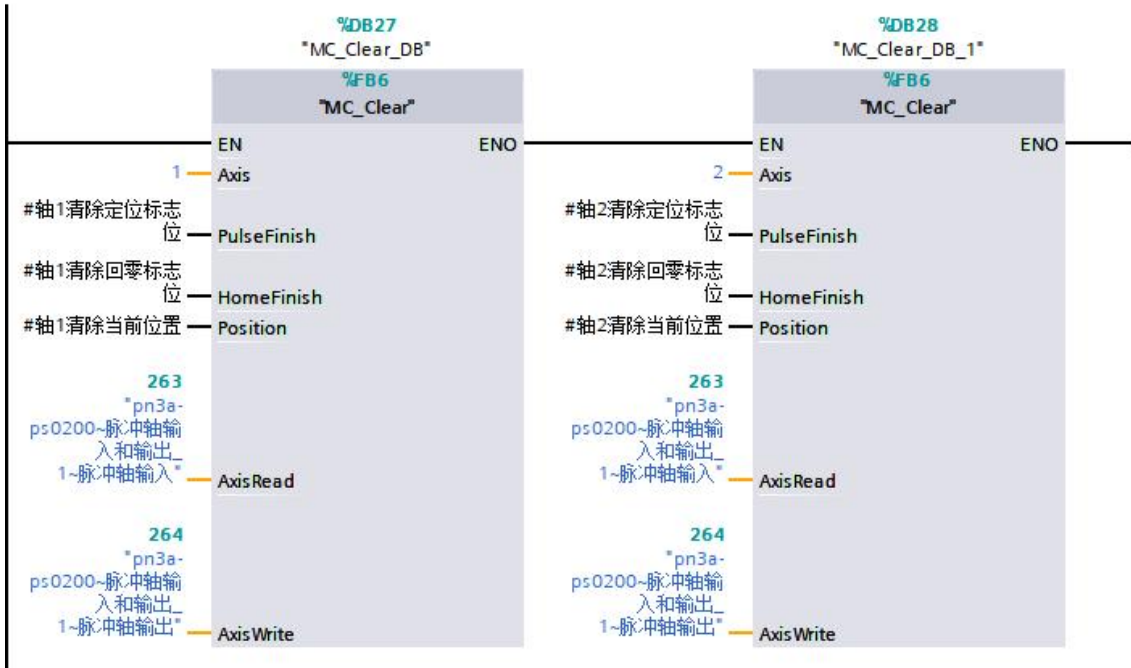 %DB27
"MC_Clear_DB"
%FB6
"MC_Clear"
EN
ENO
1
Axis
#轴1清除定位标志
位
PulseFinish
#轴1清除回零标志
位
HomeFinish
#轴1清除当前位置
Position
263
"pn3a-
ps0200~脉冲轴输
入和输出_
1~脉冲轴输入"
AxisRead
264
"pn3a-
ps0200~脉冲轴输
入和输出_
1~脉冲轴输出"
AxisWrite
%DB28
"MC_Clear_DB_1"
%FB6
"MC_Clear"
EN
ENO
2
Axis
#轴2清除定位标志
位
PulseFinish
#轴2清除回零标志
位
HomeFinish
#轴2清除当前位置
Position
263
"pn3a-
ps0200~脉冲轴输
入和输出_
1~脉冲轴输入"
AxisRead
264
"pn3a-
ps0200~脉冲轴输
入和输出_
1~脉冲轴输出"
AxisWrite